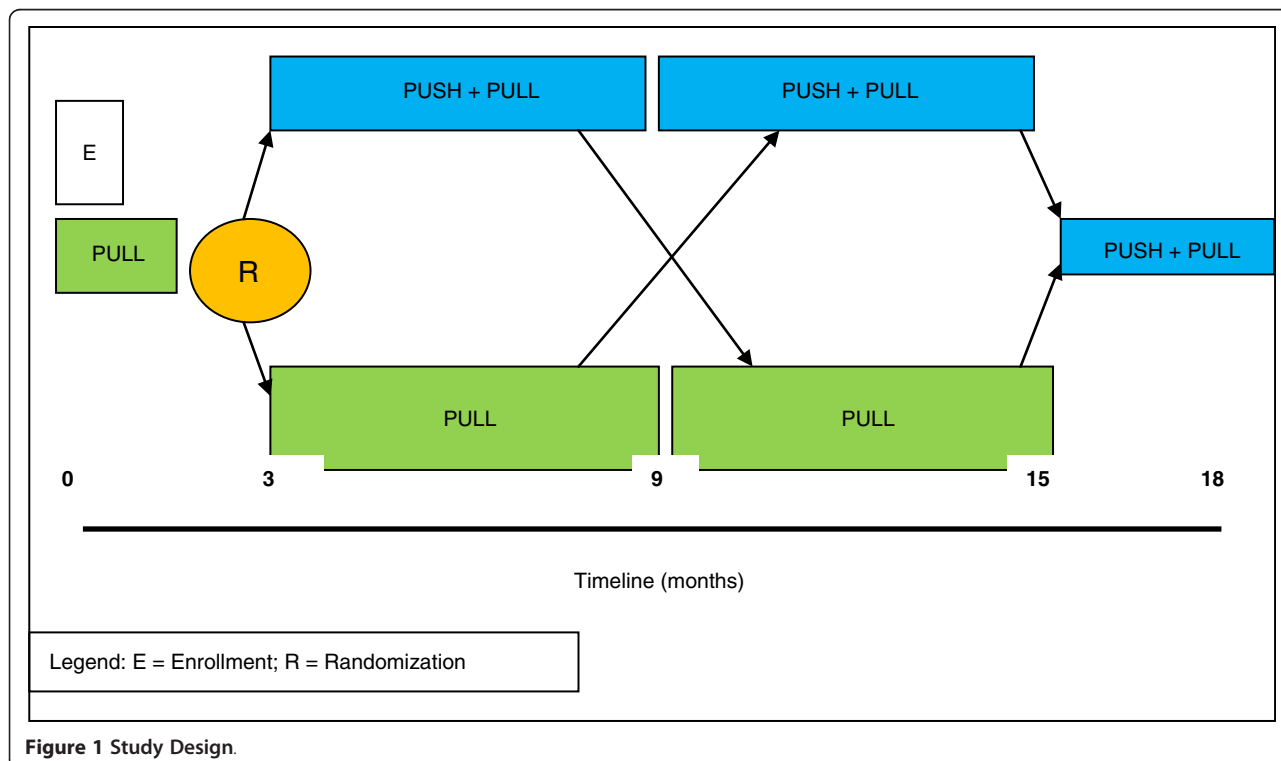 PUSH + PULL
PUSH + PULL
E
PULL
R
PUSH + PULL
PULL
PULL
0 3 9 15 18
Timeline (months)
Legend: E = Enrollment; R = Randomization
Figure 1 Study Design.